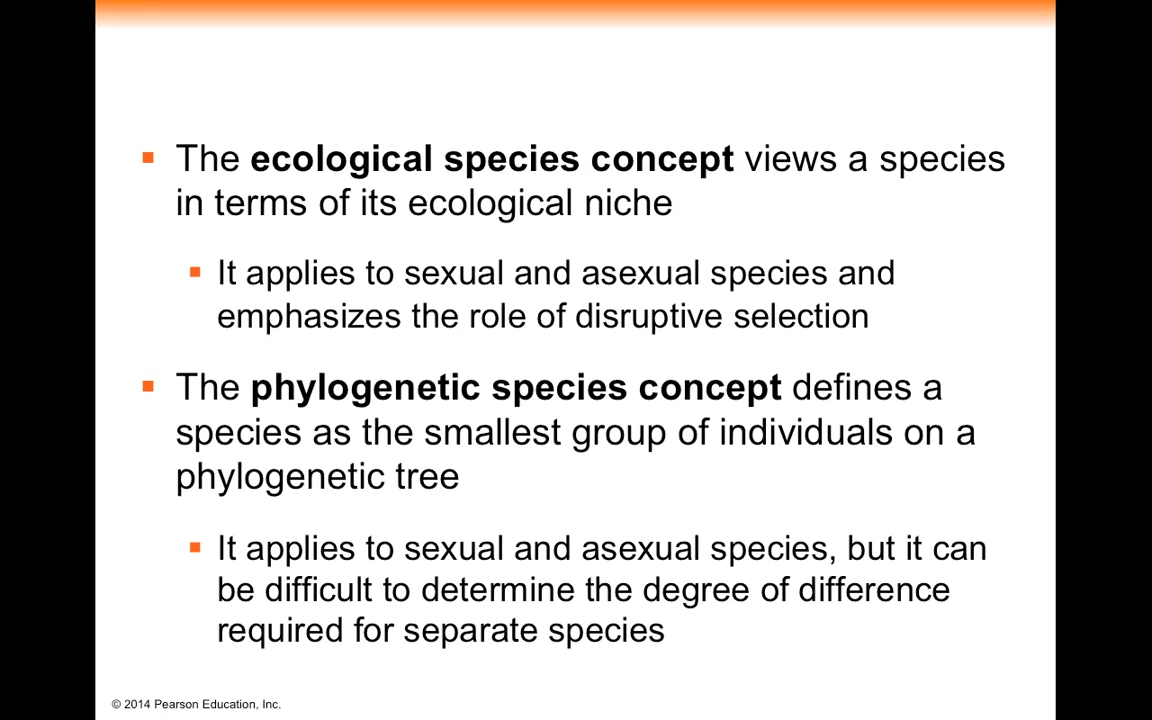 The ecological species concept views a species
in terms of its ecological niche
It applies to sexual and asexual species and
emphasizes the role of disruptive selection
The phylogenetic species concept defines a
species as the smallest group of individuals on a
phylogenetic tree
It applies to sexual and asexual species, but it can
be difficult to determine the degree of difference
required for separate species
© 2014 Pearson Education, Inc.